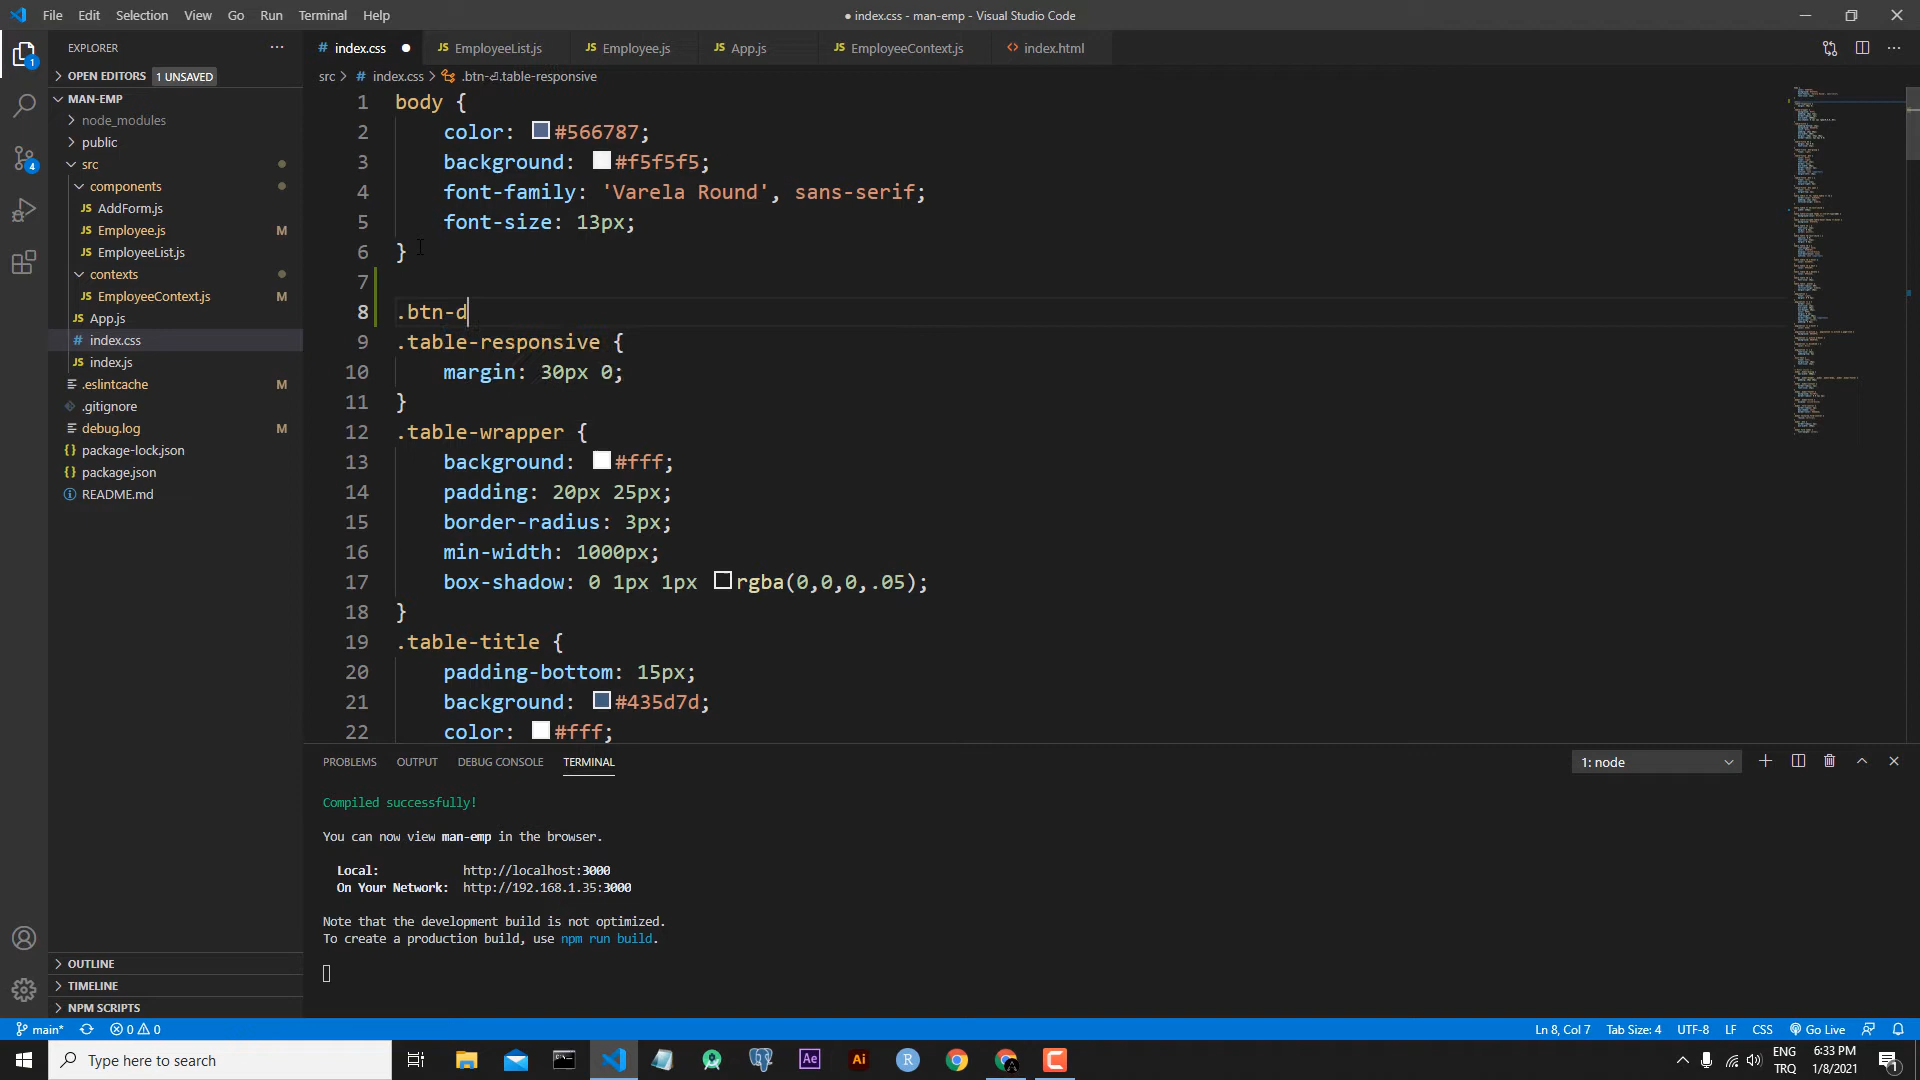 File Edit Selection View Go Run Terminal Help
● index.css - man-emp - Visual Studio Code
EXPLORER
OPEN EDITORS 1 UNSAVED
MAN-EMP
node_modules
public
src
components
AddForm.js
Employee.js M
EmployeeList.js
contexts
EmployeeContext.js
App.js
# index.css
JS index.js
.eslintcache M
.gitignore
debug.log M
{} package-lock.json
{} package.json
README.md
OUTLINE
TIMELINE
NPM SCRIPTS
# index.css ● JS EmployeeList.js JS Employee.js JS App.js JS EmployeeContext.js <> index.html
src > # index.css > .btn-⏎.table-responsive
1 body {
2 color: #566787;
3 background: #f5f5f5;
4 font-family: 'Varela Round', sans-serif;
5 font-size: 13px;
6 }
7
8 .btn-d
9 .table-responsive {
10 margin: 30px 0;
11 }
12 .table-wrapper {
13 background: #fff;
14 padding: 20px 25px;
15 border-radius: 3px;
16 min-width: 1000px;
17 box-shadow: 0 1px 1px rgba(0,0,0,.05);
18 }
19 .table-title {
20 padding-bottom: 15px;
21 background: #435d7d;
22 color: #fff;
PROBLEMS OUTPUT DEBUG CONSOLE TERMINAL
1: node
Compiled successfully!
You can now view man-emp in the browser.
Local: http://localhost:3000
On Your Network: http://192.168.1.35:3000
Note that the development build is not optimized.
To create a production build, use npm run build.
main* 0 0
Ln 8, Col 7 Tab Size: 4 UTF-8 LF CSS Go Live
Type here to search
Ae Ai R
ENG
TRQ
6:33 PM
1/8/2021
1